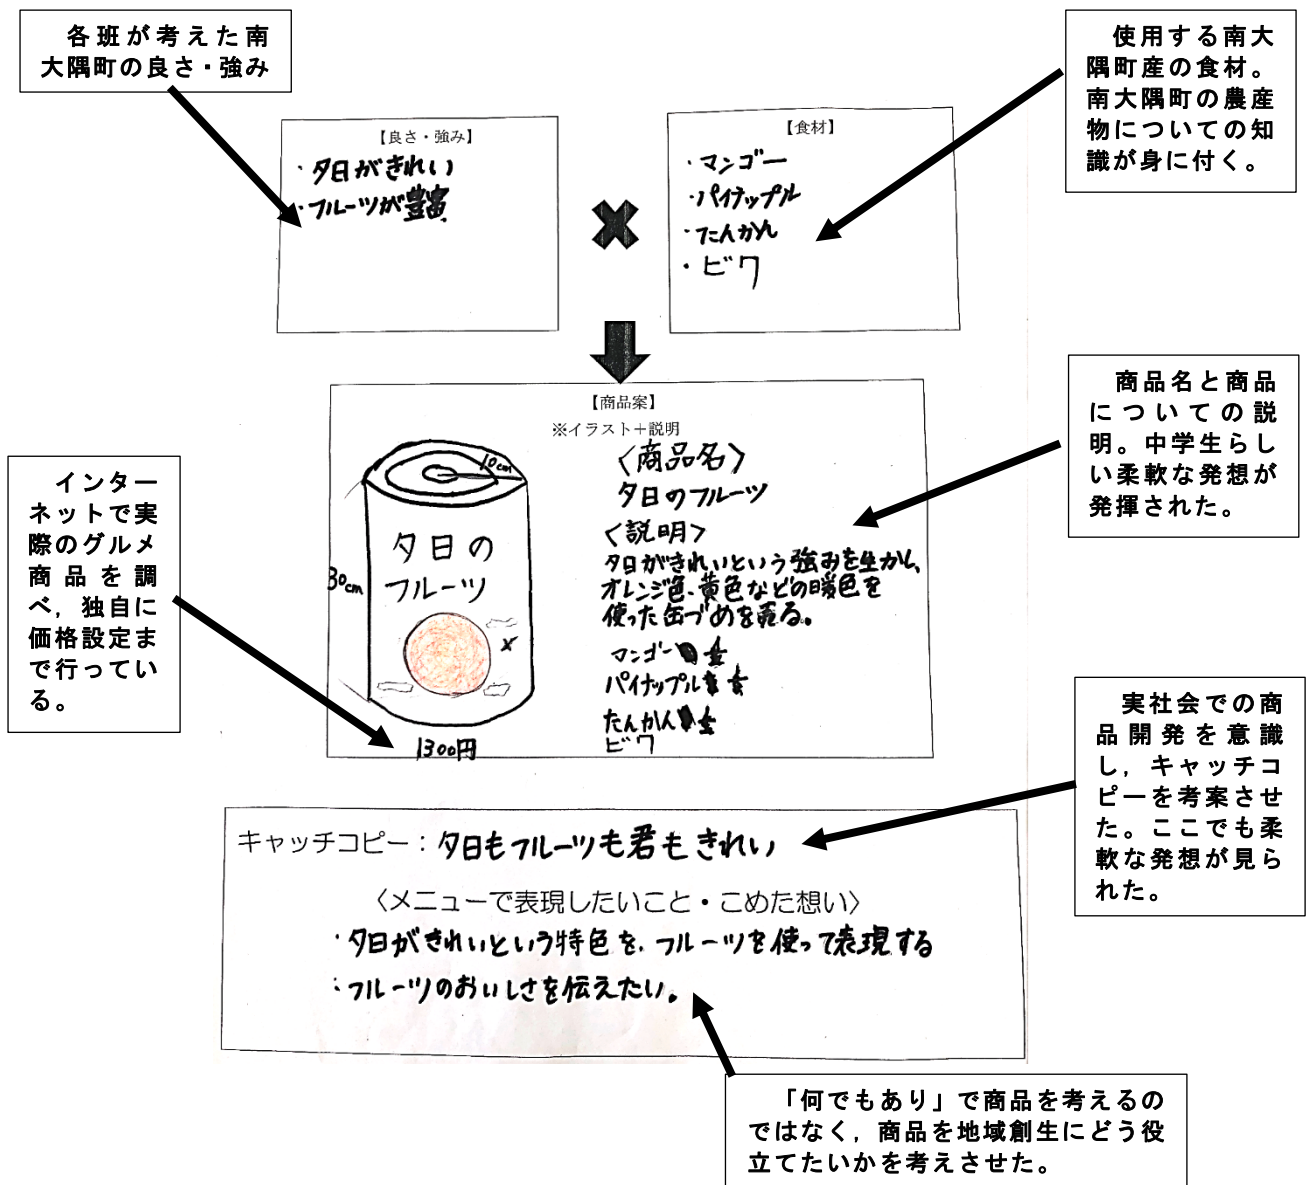 各班が考えた南
大隅町の良さ・強み
使用する南大
隅町産の食材。
南大隅町の農産
物についての知
識が身に付く。
【良さ・強み】
・夕日がきれい
・フルーツが豊富
【食材】
・マンゴー
・パイナップル
・たんかん
・ビワ
【商品案】
※イラスト＋説明
10cm
30cm
夕日の
フルーツ
1300円
〈商品名〉
夕日のフルーツ
〈説明〉
夕日がきれいという強みを生かし、
オレンジ色、黄色などの暖色を
使った缶づめを売る。
マンゴー
パイナップル
たんかん
ビワ
商品名と商品
についての説
明。中学生らし
い柔軟な発想が
発揮された。
インター
ネットで実
際のグルメ
商品を調
べ，独自に
価格設定ま
で行ってい
る。
実社会での商
品開発を意識
し，キャッチコ
ピーを考案させ
た。ここでも柔
軟な発想が見ら
れた。
キャッチコピー：夕日もフルーツも君もきれい
〈メニューで表現したいこと・こめた想い〉
・夕日がきれいという特色を、フルーツを使って表現する
・フルーツのおいしさを伝えたい。
「何でもあり」で商品を考えるの
ではなく，商品を地域創生にどう役
立てたいかを考えさせた。